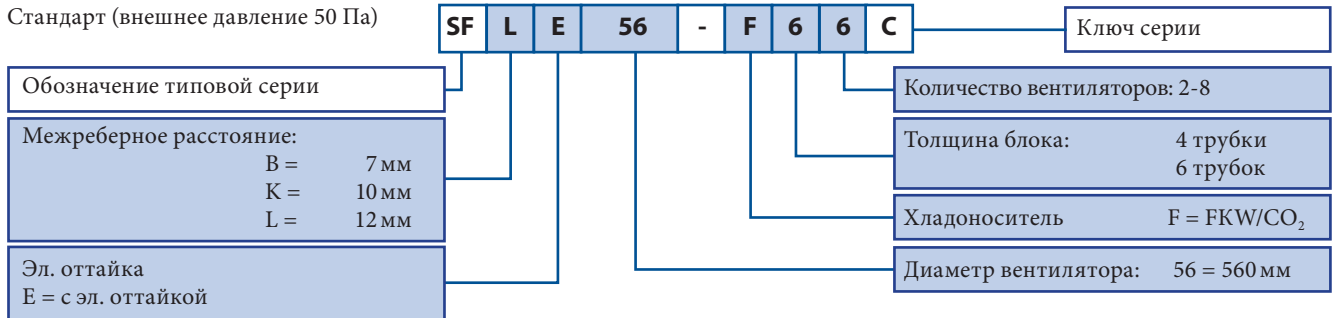 Стандарт (внешнее давление 50 Па)
SF L E 56 - F 6 6 C
Ключ серии
Обозначение типовой серии
Межреберное расстояние:
B = 7 мм
K = 10 мм
L = 12 мм
Эл. оттайка
E = с эл. оттайкой
Количество вентиляторов: 2-8
Толщина блока: 4 трубки
6 трубок
Хладоноситель F = FKW/CO₂
Диаметр вентилятора: 56 = 560 мм